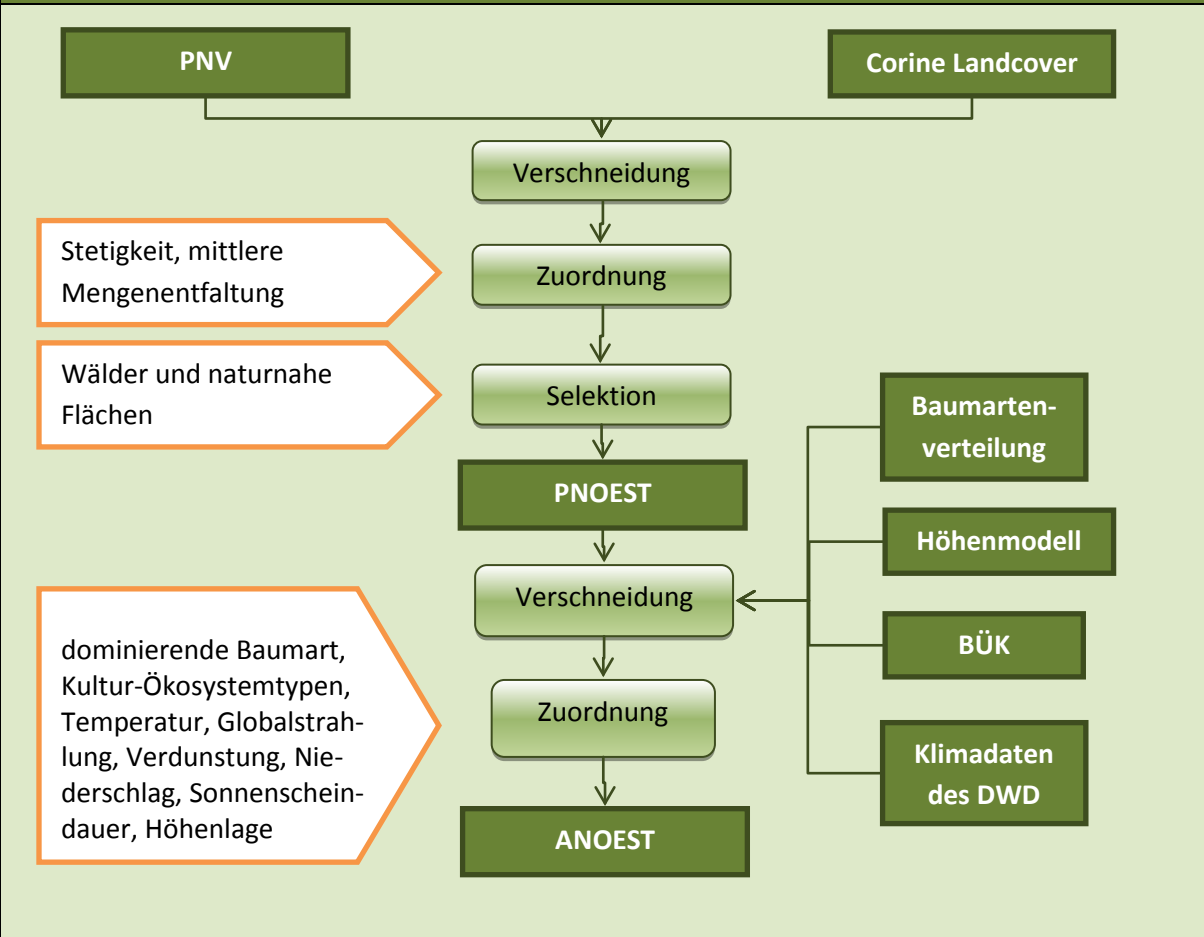 PNV
Corine Landcover
Verschneidung
Stetigkeit, mittlere
Mengenentfaltung
Zuordnung
Wälder und naturnahe
Flächen
Selektion
Baumarten-
verteilung
PNOEST
Höhenmodell
Verschneidung
BÜK
dominierende Baumart,
Kultur-Ökosystemtypen,
Temperatur, Globalstrah-
lung, Verdunstung, Nie-
derschlag, Sonnenschein-
dauer, Höhenlage
Zuordnung
Klimadaten
des DWD
ANOEST